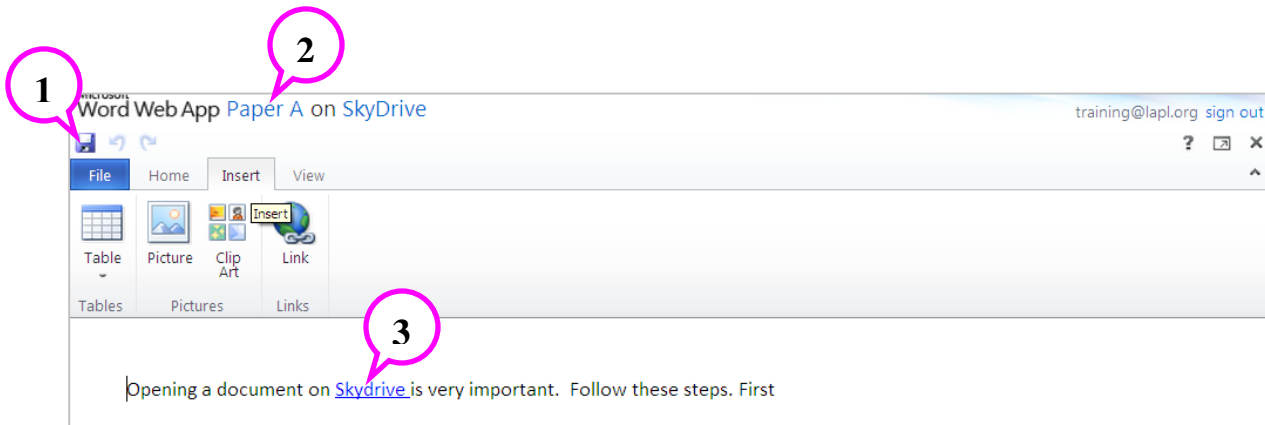 2
1
Microsoft
Word Web App Paper A on SkyDrive
training@lapl.org sign out
?
File Home Insert View
Insert
Table Picture Clip Art Link
Tables Pictures Links
3
Opening a document on Skydrive is very important.  Follow these steps. First